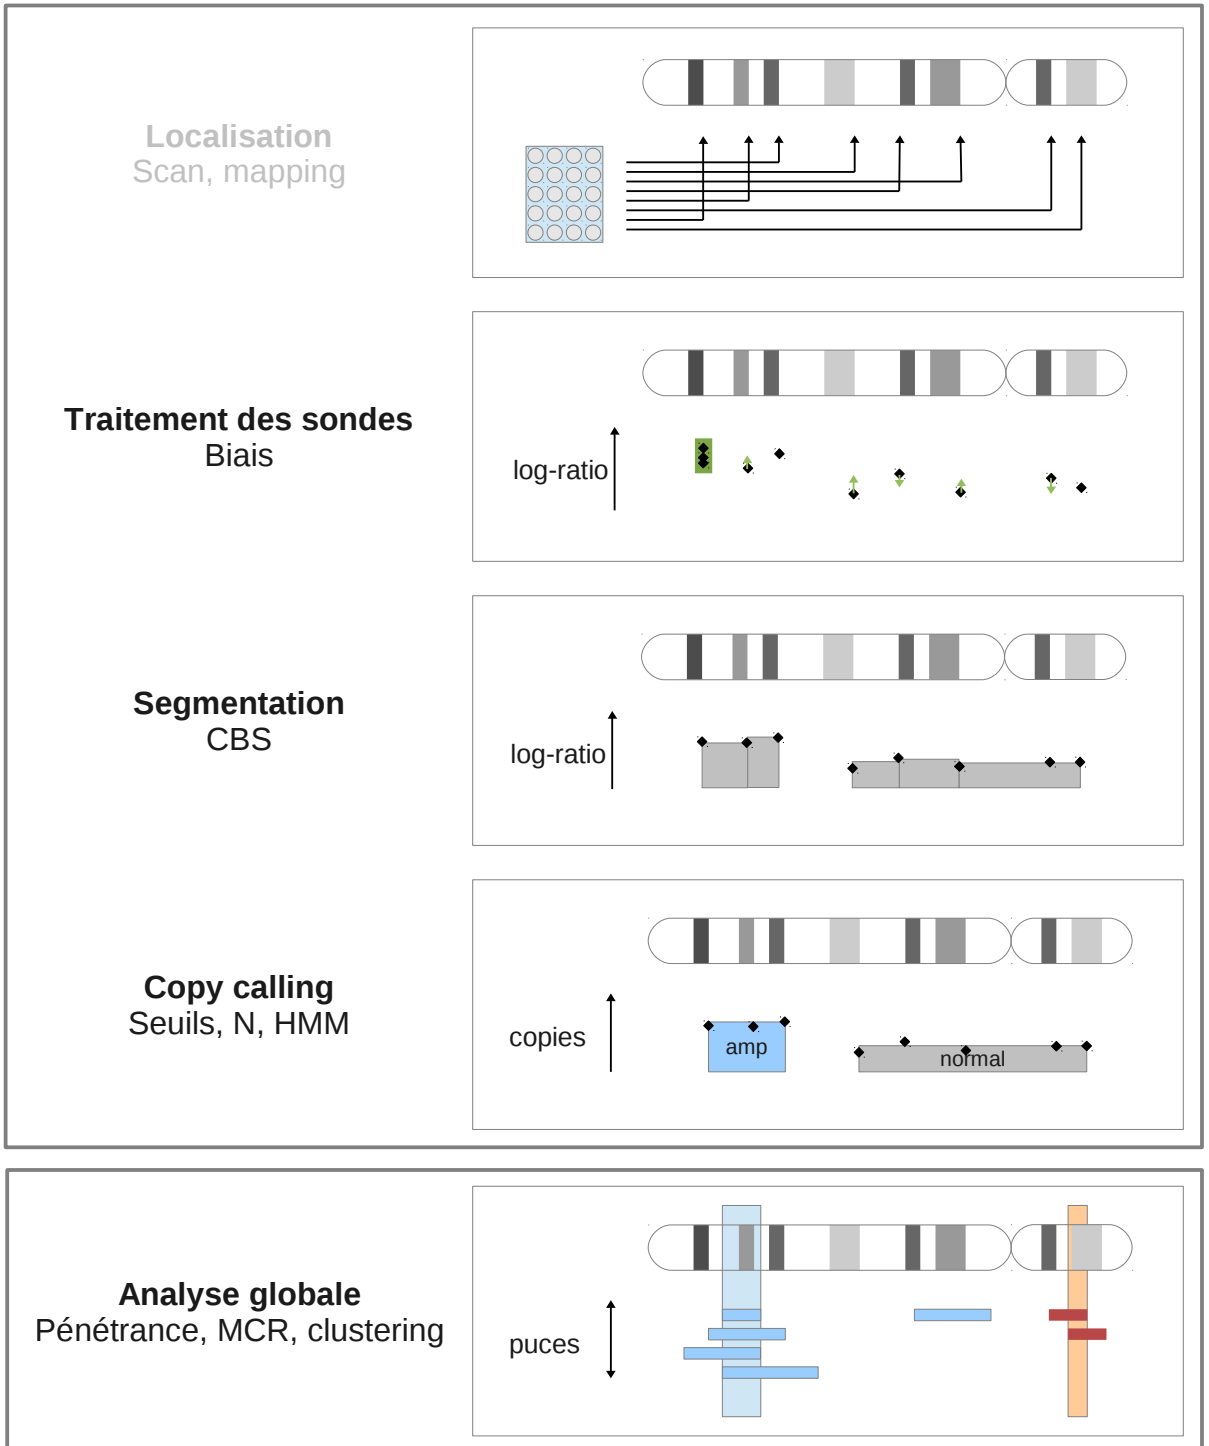 Localisation
Scan, mapping
Traitement des sondes
Biais
log-ratio
Segmentation
CBS
log-ratio
Copy calling
Seuils, N, HMM
copies
amp
normal
Analyse globale
Pénétrance, MCR, clustering
puces